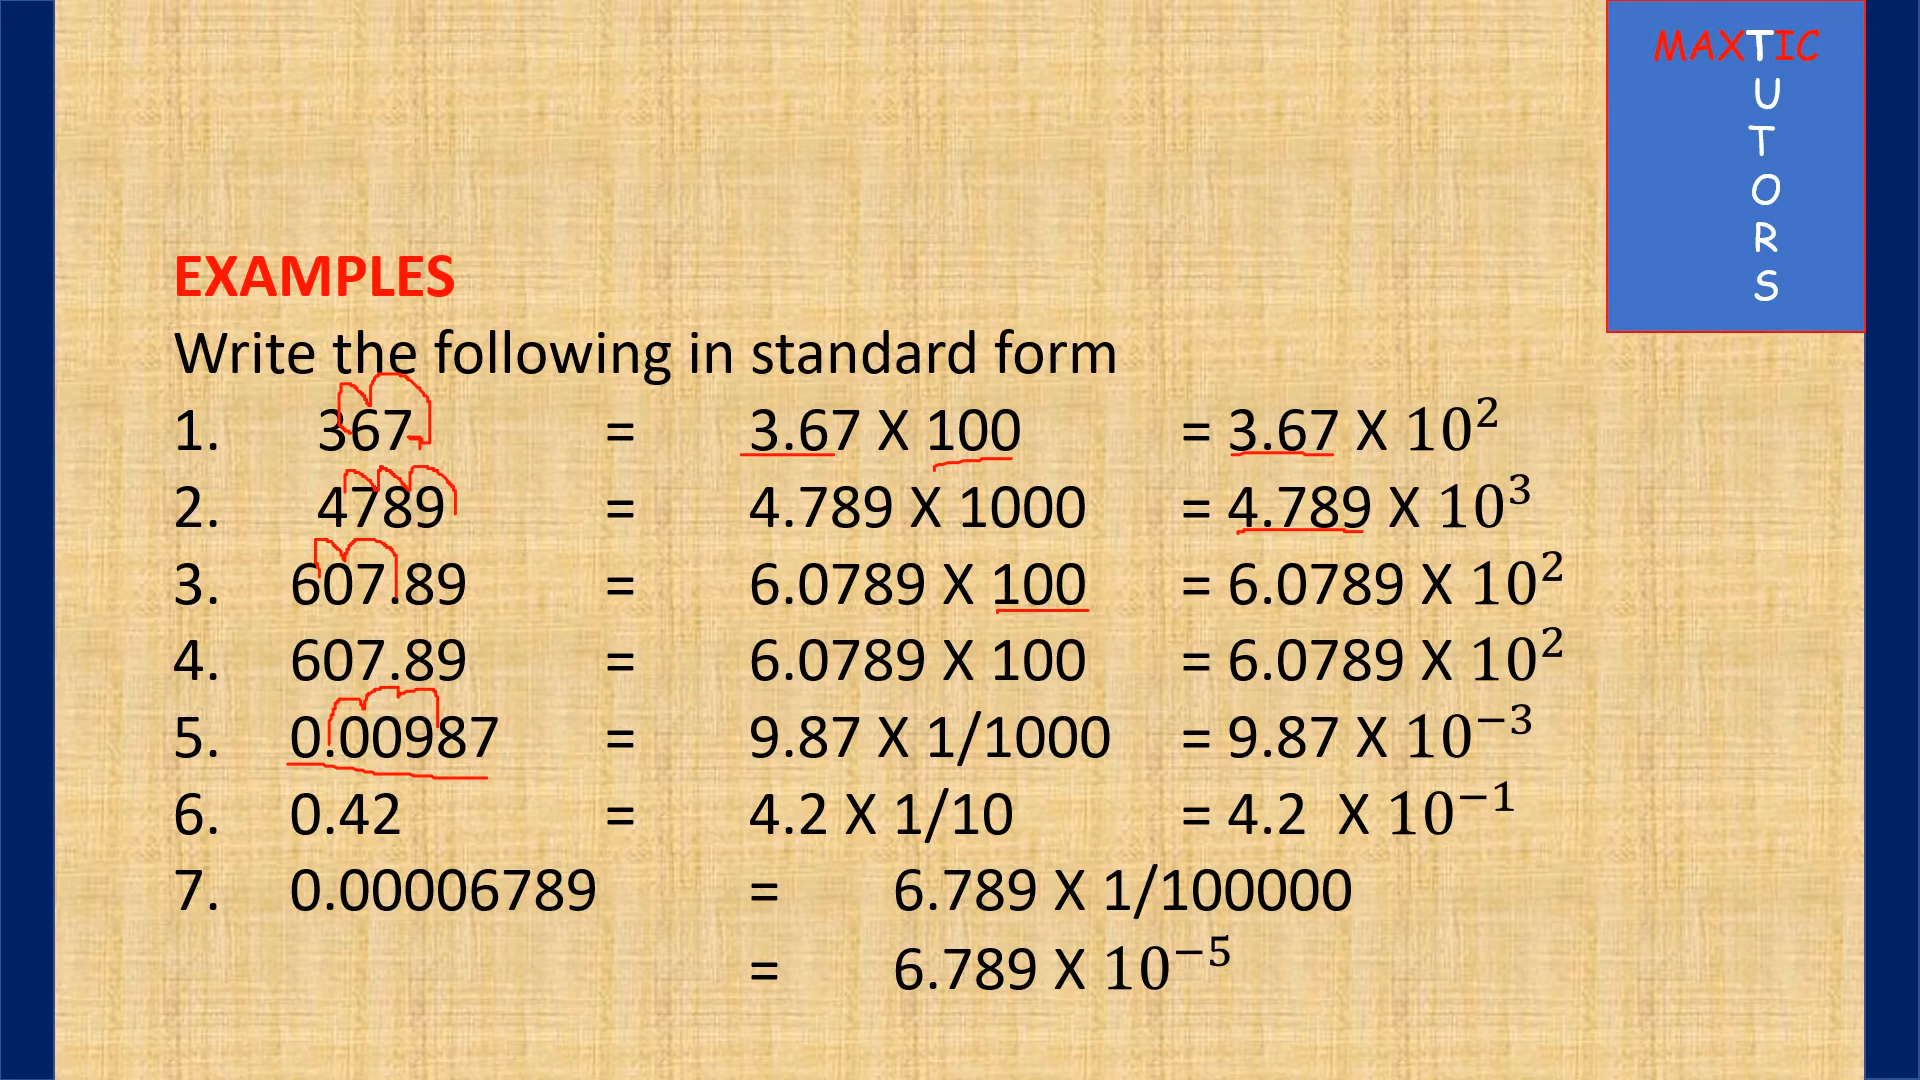 MAXTIC
U
T
O
R
S
EXAMPLES
Write the following in standard form
1. 367 = 3.67 X 100 = 3.67 X 10²
2. 4789 = 4.789 X 1000 = 4.789 X 10³
3. 607.89 = 6.0789 X 100 = 6.0789 X 10²
4. 607.89 = 6.0789 X 100 = 6.0789 X 10²
5. 0.00987 = 9.87 X 1/1000 = 9.87 X 10⁻³
6. 0.42 = 4.2 X 1/10 = 4.2 X 10⁻¹
7. 0.00006789 = 6.789 X 1/100000
= 6.789 X 10⁻⁵